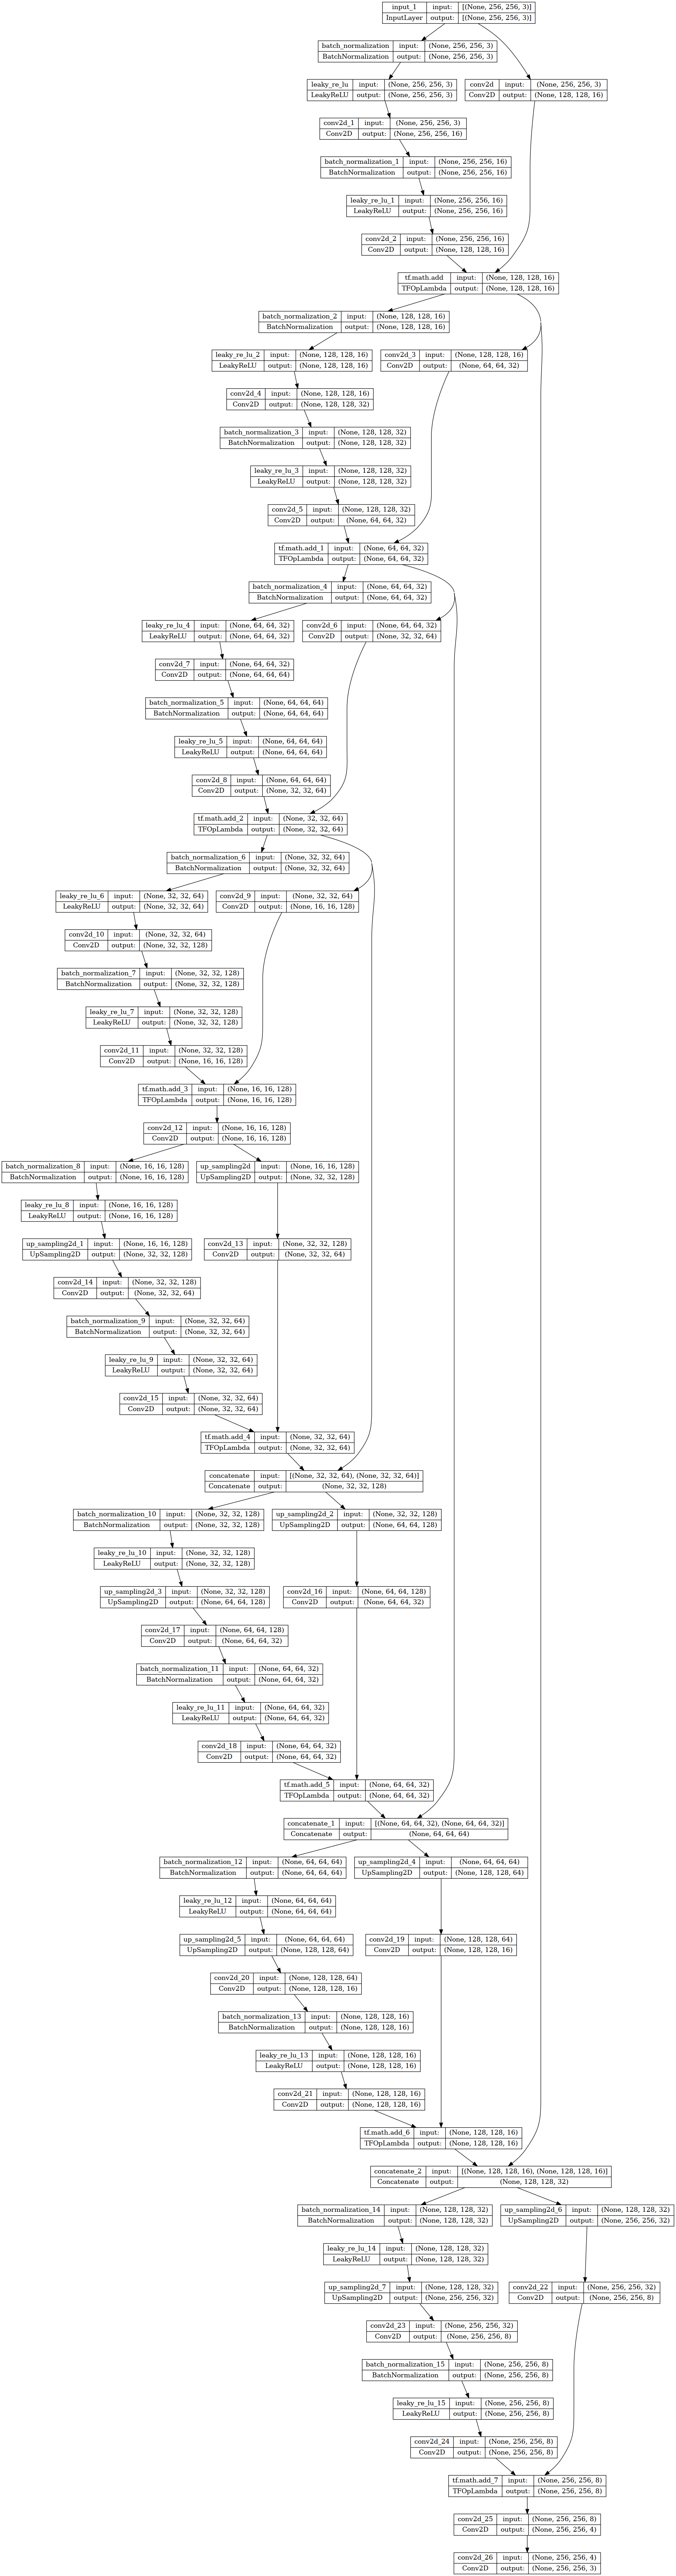 input_1 input: [(None, 256, 256, 3)]
InputLayer output: [(None, 256, 256, 3)]
batch_normalization input: (None, 256, 256, 3)
BatchNormalization output: (None, 256, 256, 3)
leaky_re_lu input: (None, 256, 256, 3)
LeakyReLU output: (None, 256, 256, 3)
conv2d input: (None, 256, 256, 3)
Conv2D output: (None, 128, 128, 16)
conv2d_1 input: (None, 256, 256, 3)
Conv2D output: (None, 256, 256, 16)
batch_normalization_1 input: (None, 256, 256, 16)
BatchNormalization output: (None, 256, 256, 16)
leaky_re_lu_1 input: (None, 256, 256, 16)
LeakyReLU output: (None, 256, 256, 16)
conv2d_2 input: (None, 256, 256, 16)
Conv2D output: (None, 128, 128, 16)
tf.math.add input: (None, 128, 128, 16)
TFOpLambda output: (None, 128, 128, 16)
batch_normalization_2 input: (None, 128, 128, 16)
BatchNormalization output: (None, 128, 128, 16)
leaky_re_lu_2 input: (None, 128, 128, 16)
LeakyReLU output: (None, 128, 128, 16)
conv2d_3 input: (None, 128, 128, 16)
Conv2D output: (None, 64, 64, 32)
conv2d_4 input: (None, 128, 128, 16)
Conv2D output: (None, 128, 128, 32)
batch_normalization_3 input: (None, 128, 128, 32)
BatchNormalization output: (None, 128, 128, 32)
leaky_re_lu_3 input: (None, 128, 128, 32)
LeakyReLU output: (None, 128, 128, 32)
conv2d_5 input: (None, 128, 128, 32)
Conv2D output: (None, 64, 64, 32)
tf.math.add_1 input: (None, 64, 64, 32)
TFOpLambda output: (None, 64, 64, 32)
batch_normalization_4 input: (None, 64, 64, 32)
BatchNormalization output: (None, 64, 64, 32)
leaky_re_lu_4 input: (None, 64, 64, 32)
LeakyReLU output: (None, 64, 64, 32)
conv2d_6 input: (None, 64, 64, 32)
Conv2D output: (None, 32, 32, 64)
conv2d_7 input: (None, 64, 64, 32)
Conv2D output: (None, 64, 64, 64)
batch_normalization_5 input: (None, 64, 64, 64)
BatchNormalization output: (None, 64, 64, 64)
leaky_re_lu_5 input: (None, 64, 64, 64)
LeakyReLU output: (None, 64, 64, 64)
conv2d_8 input: (None, 64, 64, 64)
Conv2D output: (None, 32, 32, 64)
tf.math.add_2 input: (None, 32, 32, 64)
TFOpLambda output: (None, 32, 32, 64)
batch_normalization_6 input: (None, 32, 32, 64)
BatchNormalization output: (None, 32, 32, 64)
leaky_re_lu_6 input: (None, 32, 32, 64)
LeakyReLU output: (None, 32, 32, 64)
conv2d_9 input: (None, 32, 32, 64)
Conv2D output: (None, 16, 16, 128)
conv2d_10 input: (None, 32, 32, 64)
Conv2D output: (None, 32, 32, 128)
batch_normalization_7 input: (None, 32, 32, 128)
BatchNormalization output: (None, 32, 32, 128)
leaky_re_lu_7 input: (None, 32, 32, 128)
LeakyReLU output: (None, 32, 32, 128)
conv2d_11 input: (None, 32, 32, 128)
Conv2D output: (None, 16, 16, 128)
tf.math.add_3 input: (None, 16, 16, 128)
TFOpLambda output: (None, 16, 16, 128)
conv2d_12 input: (None, 16, 16, 128)
Conv2D output: (None, 16, 16, 128)
batch_normalization_8 input: (None, 16, 16, 128)
BatchNormalization output: (None, 16, 16, 128)
up_sampling2d input: (None, 16, 16, 128)
UpSampling2D output: (None, 32, 32, 128)
leaky_re_lu_8 input: (None, 16, 16, 128)
LeakyReLU output: (None, 16, 16, 128)
up_sampling2d_1 input: (None, 16, 16, 128)
UpSampling2D output: (None, 32, 32, 128)
conv2d_13 input: (None, 32, 32, 128)
Conv2D output: (None, 32, 32, 64)
conv2d_14 input: (None, 32, 32, 128)
Conv2D output: (None, 32, 32, 64)
batch_normalization_9 input: (None, 32, 32, 64)
BatchNormalization output: (None, 32, 32, 64)
leaky_re_lu_9 input: (None, 32, 32, 64)
LeakyReLU output: (None, 32, 32, 64)
conv2d_15 input: (None, 32, 32, 64)
Conv2D output: (None, 32, 32, 64)
tf.math.add_4 input: (None, 32, 32, 64)
TFOpLambda output: (None, 32, 32, 64)
concatenate input: [(None, 32, 32, 64), (None, 32, 32, 64)]
Concatenate output: (None, 32, 32, 128)
batch_normalization_10 input: (None, 32, 32, 128)
BatchNormalization output: (None, 32, 32, 128)
up_sampling2d_2 input: (None, 32, 32, 128)
UpSampling2D output: (None, 64, 64, 128)
leaky_re_lu_10 input: (None, 32, 32, 128)
LeakyReLU output: (None, 32, 32, 128)
up_sampling2d_3 input: (None, 32, 32, 128)
UpSampling2D output: (None, 64, 64, 128)
conv2d_16 input: (None, 64, 64, 128)
Conv2D output: (None, 64, 64, 32)
conv2d_17 input: (None, 64, 64, 128)
Conv2D output: (None, 64, 64, 32)
batch_normalization_11 input: (None, 64, 64, 32)
BatchNormalization output: (None, 64, 64, 32)
leaky_re_lu_11 input: (None, 64, 64, 32)
LeakyReLU output: (None, 64, 64, 32)
conv2d_18 input: (None, 64, 64, 32)
Conv2D output: (None, 64, 64, 32)
tf.math.add_5 input: (None, 64, 64, 32)
TFOpLambda output: (None, 64, 64, 32)
concatenate_1 input: [(None, 64, 64, 32), (None, 64, 64, 32)]
Concatenate output: (None, 64, 64, 64)
batch_normalization_12 input: (None, 64, 64, 64)
BatchNormalization output: (None, 64, 64, 64)
up_sampling2d_4 input: (None, 64, 64, 64)
UpSampling2D output: (None, 128, 128, 64)
leaky_re_lu_12 input: (None, 64, 64, 64)
LeakyReLU output: (None, 64, 64, 64)
up_sampling2d_5 input: (None, 64, 64, 64)
UpSampling2D output: (None, 128, 128, 64)
conv2d_19 input: (None, 128, 128, 64)
Conv2D output: (None, 128, 128, 16)
conv2d_20 input: (None, 128, 128, 64)
Conv2D output: (None, 128, 128, 16)
batch_normalization_13 input: (None, 128, 128, 16)
BatchNormalization output: (None, 128, 128, 16)
leaky_re_lu_13 input: (None, 128, 128, 16)
LeakyReLU output: (None, 128, 128, 16)
conv2d_21 input: (None, 128, 128, 16)
Conv2D output: (None, 128, 128, 16)
tf.math.add_6 input: (None, 128, 128, 16)
TFOpLambda output: (None, 128, 128, 16)
concatenate_2 input: [(None, 128, 128, 16), (None, 128, 128, 16)]
Concatenate output: (None, 128, 128, 32)
batch_normalization_14 input: (None, 128, 128, 32)
BatchNormalization output: (None, 128, 128, 32)
up_sampling2d_6 input: (None, 128, 128, 32)
UpSampling2D output: (None, 256, 256, 32)
leaky_re_lu_14 input: (None, 128, 128, 32)
LeakyReLU output: (None, 128, 128, 32)
up_sampling2d_7 input: (None, 128, 128, 32)
UpSampling2D output: (None, 256, 256, 32)
conv2d_22 input: (None, 256, 256, 32)
Conv2D output: (None, 256, 256, 8)
conv2d_23 input: (None, 256, 256, 32)
Conv2D output: (None, 256, 256, 8)
batch_normalization_15 input: (None, 256, 256, 8)
BatchNormalization output: (None, 256, 256, 8)
leaky_re_lu_15 input: (None, 256, 256, 8)
LeakyReLU output: (None, 256, 256, 8)
conv2d_24 input: (None, 256, 256, 8)
Conv2D output: (None, 256, 256, 8)
tf.math.add_7 input: (None, 256, 256, 8)
TFOpLambda output: (None, 256, 256, 8)
conv2d_25 input: (None, 256, 256, 8)
Conv2D output: (None, 256, 256, 4)
conv2d_26 input: (None, 256, 256, 4)
Conv2D output: (None, 256, 256, 3)